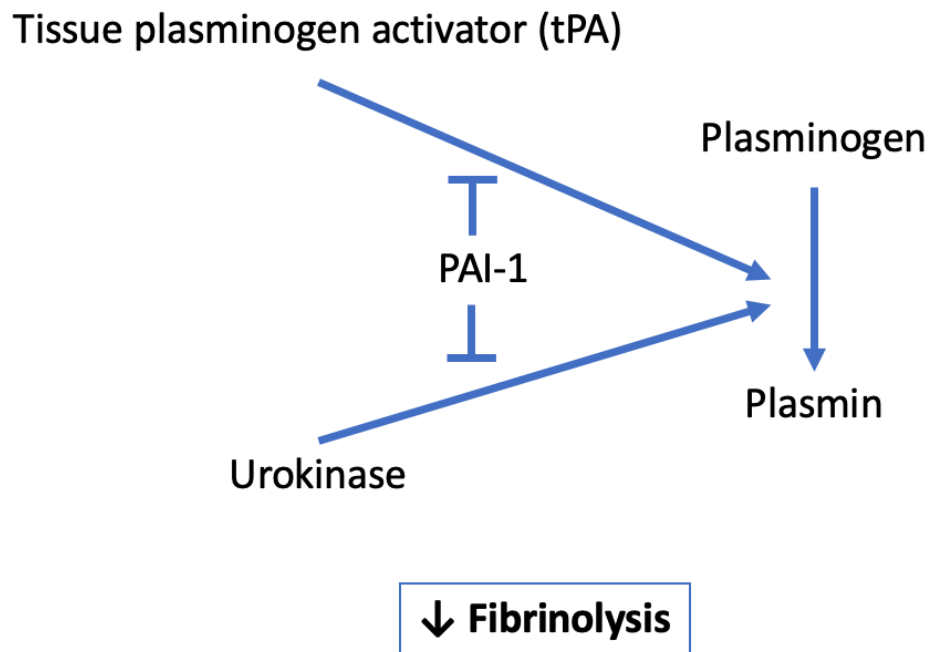 Tissue plasminogen activator (tPA)
Plasminogen
PAI-1
Plasmin
Urokinase
↓ Fibrinolysis